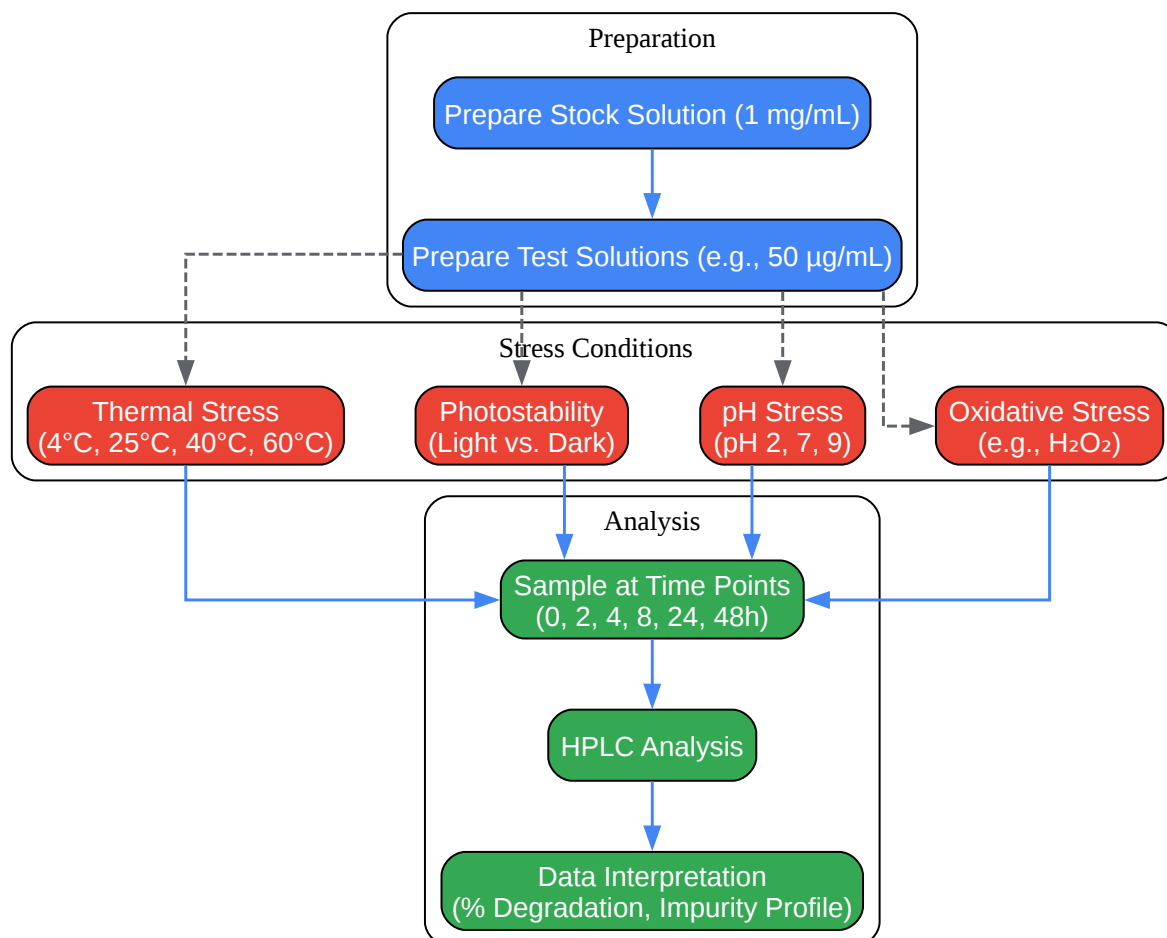 Preparation
Prepare Stock Solution (1 mg/mL)
Prepare Test Solutions (e.g., 50 µg/mL)
Stress Conditions
Thermal Stress
(4°C, 25°C, 40°C, 60°C)
Photostability
(Light vs. Dark)
pH Stress
(pH 2, 7, 9)
Oxidative Stress
(e.g., H₂O₂)
Analysis
Sample at Time Points
(0, 2, 4, 8, 24, 48h)
HPLC Analysis
Data Interpretation
(% Degradation, Impurity Profile)